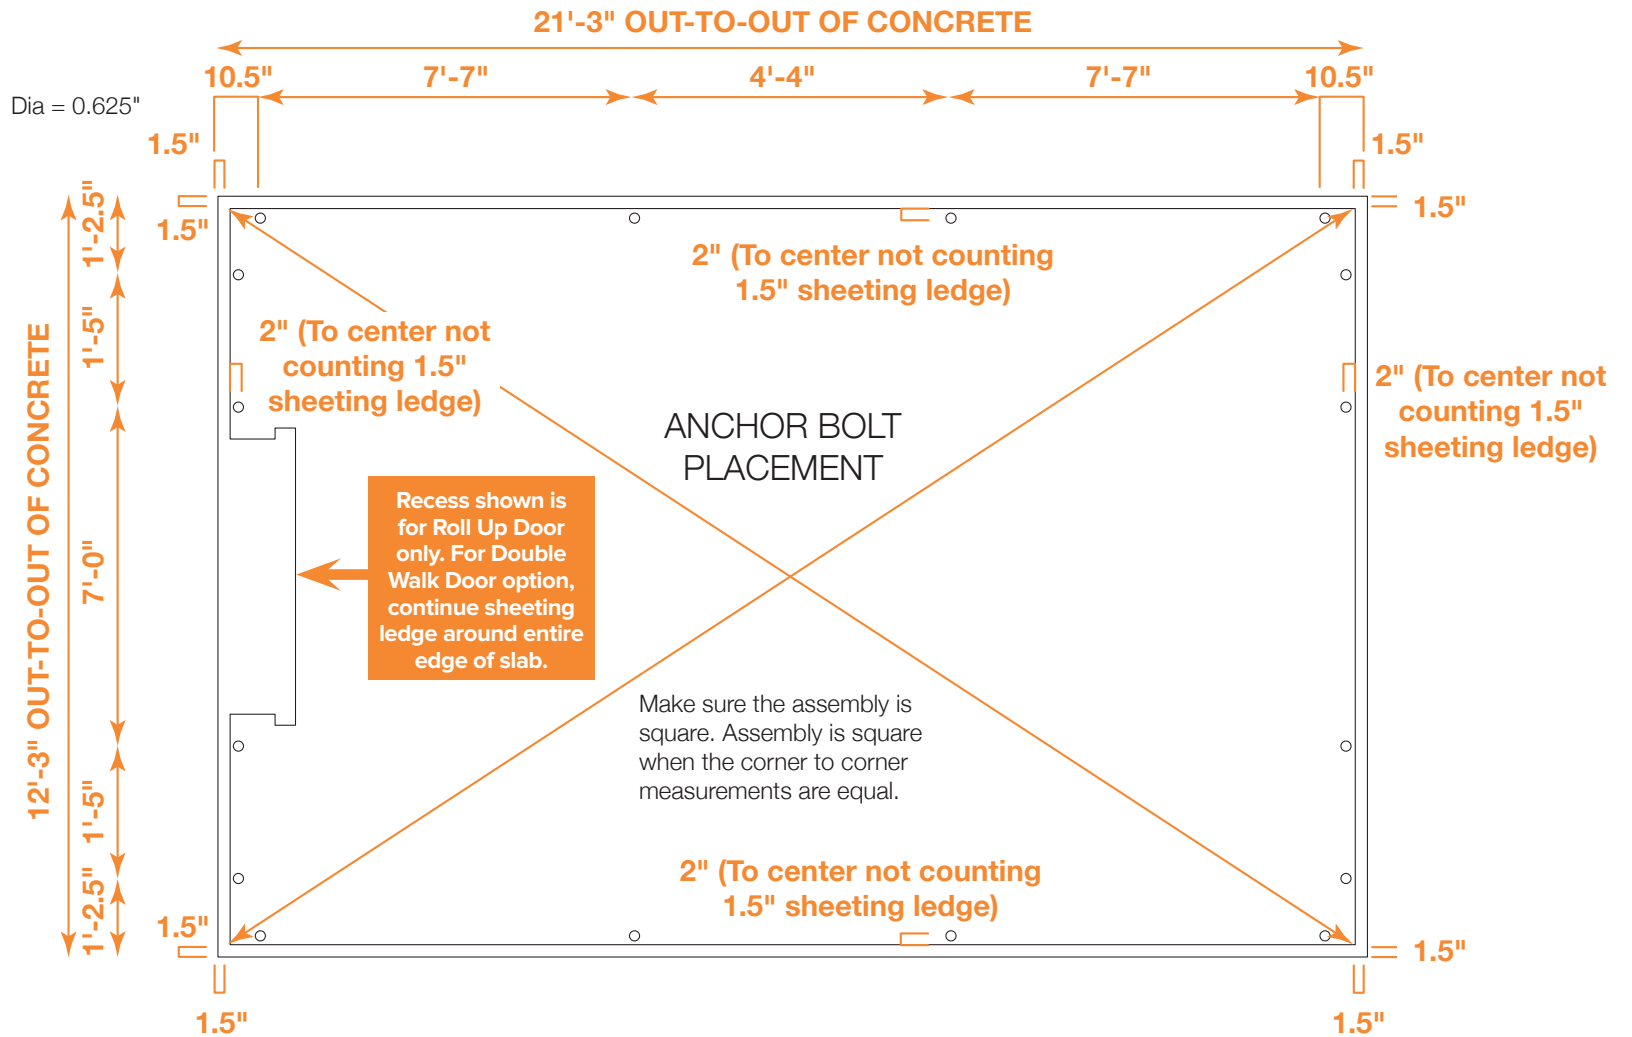 21'-3" OUT-TO-OUT OF CONCRETE
10.5"
7'-7"
4'-4"
7'-7"
10.5"
Dia = 0.625"
1.5"
1.5"
1.5"
1.5"
12'-3" OUT-TO-OUT OF CONCRETE
1'-2.5"
1'-5"
7'-0"
1'-5"
1'-2.5"
2" (To center not counting
1.5" sheeting ledge)
2" (To center not
counting 1.5"
sheeting ledge)
2" (To center not
counting 1.5"
sheeting ledge)
ANCHOR BOLT
PLACEMENT
Recess shown is
for Roll Up Door
only. For Double
Walk Door option,
continue sheeting
ledge around entire
edge of slab.
Make sure the assembly is
square. Assembly is square
when the corner to corner
measurements are equal.
2" (To center not counting
1.5" sheeting ledge)
1.5"
1.5"
1.5"
1.5"